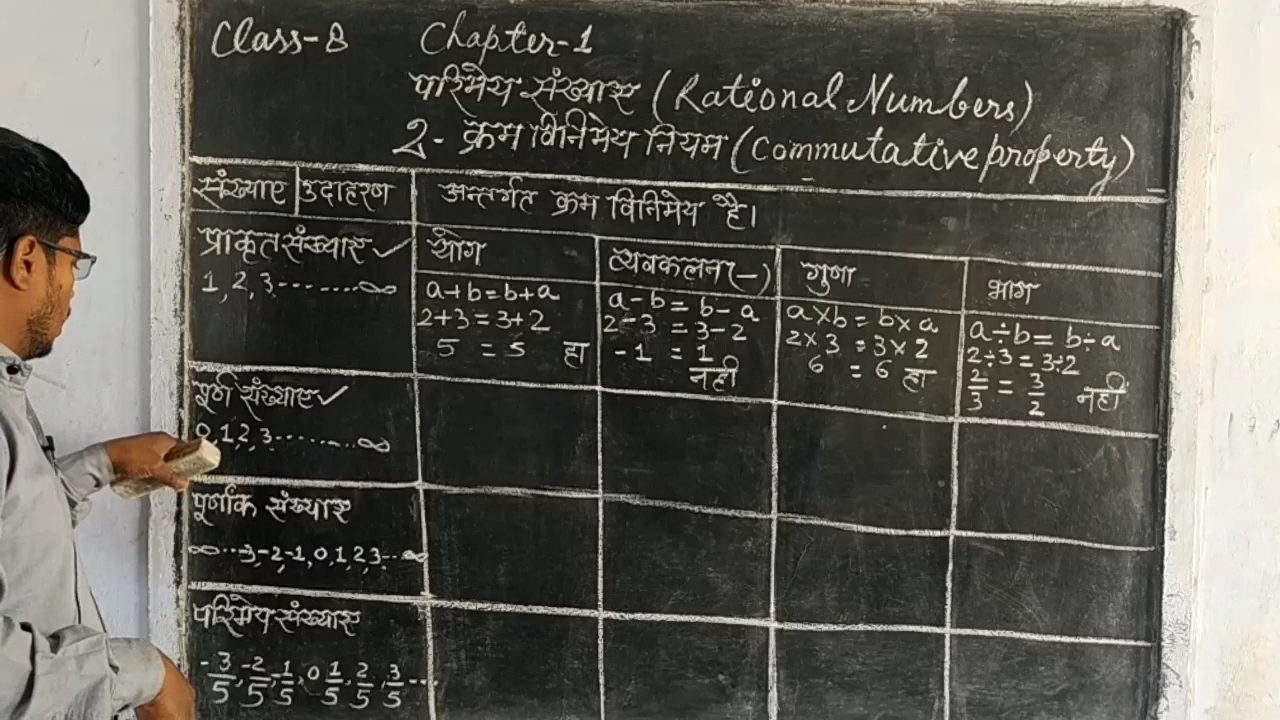 Class-8 Chapter-1
परिमेय संख्याए (Rational Numbers)
2- क्रम विनिमेय नियम (Commutative property)
संख्याए उदाहरण अन्तर्गत क्रम विनिमेय है।
प्राकृत संख्याए ✓
1, 2, 3 --------∞
योग
a+b=b+a
2+3=3+2
5 = 5 हा
व्यवकलन (-)
a-b = b-a
2-3 = 3-2
-1 = 1
नही
गुणा
a×b = b×a
2×3 = 3×2
6 = 6 हा
भाग
a÷b = b÷a
2÷3 = 3÷2
2/3 = 3/2 नहीं
पूर्ण संख्याए ✓
0,1,2,3 --------∞
पूर्णांक संख्याए
∞---3,-2,-1,0,1,2,3--∞
परिमेय संख्याए
-3/5, -2/5, -1/5, 0 1/5, 2/5, 3/5 ---